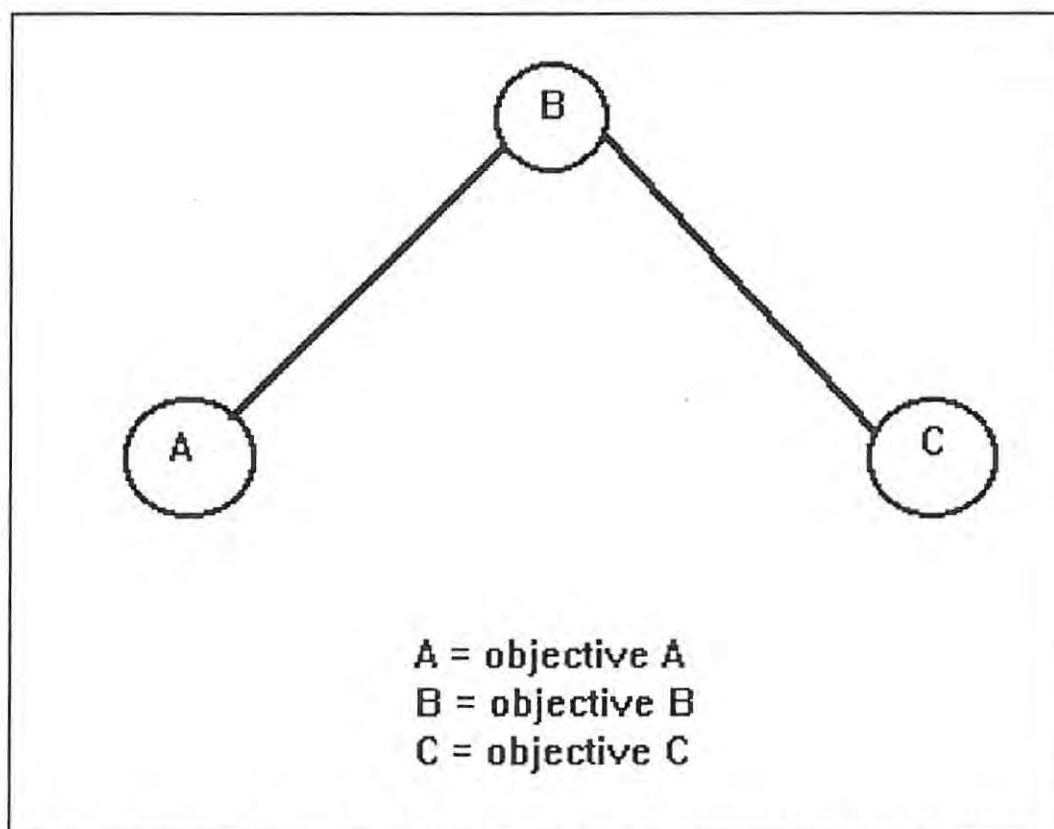 B
A
C
A = objective A
B = objective B
C = objective C